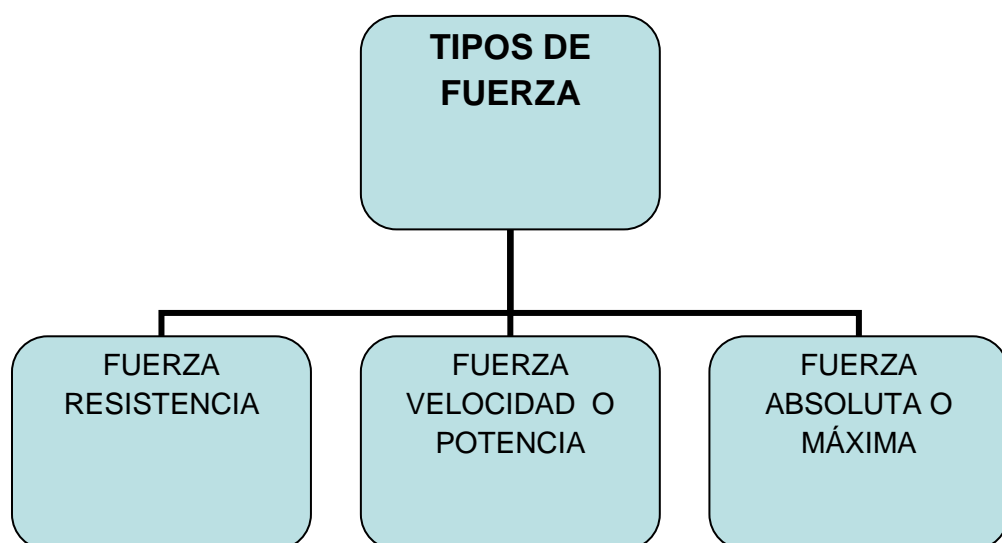 TIPOS DE
FUERZA
FUERZA
RESISTENCIA
FUERZA
VELOCIDAD O
POTENCIA
FUERZA
ABSOLUTA O
MÁXIMA